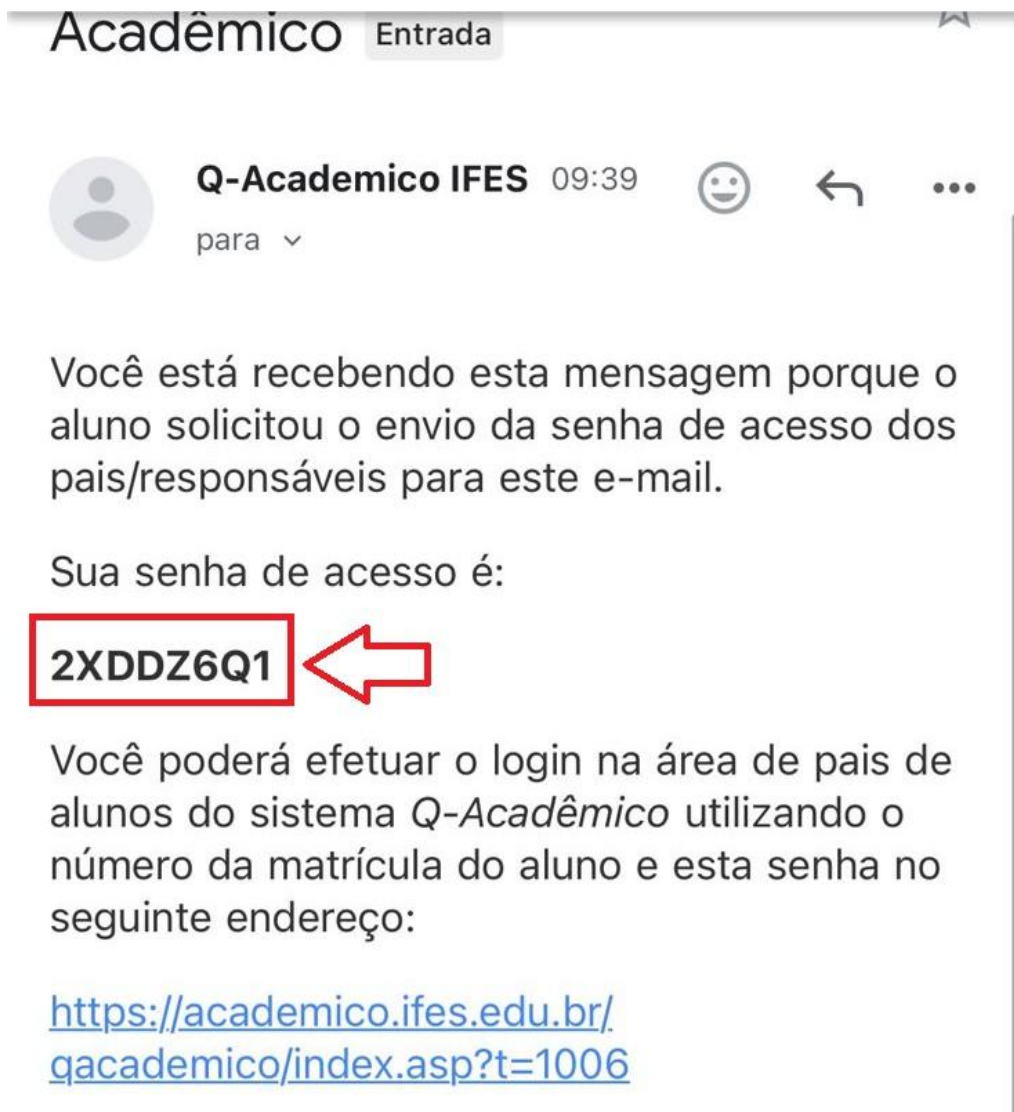 Acadêmico Entrada
Q-Academico IFES 09:39
para
Você está recebendo esta mensagem porque o
aluno solicitou o envio da senha de acesso dos
pais/responsáveis para este e-mail.
Sua senha de acesso é:
2XDDZ6Q1
Você poderá efetuar o login na área de pais de
alunos do sistema Q-Acadêmico utilizando o
número da matrícula do aluno e esta senha no
seguinte endereço:
https://academico.ifes.edu.br/
qacademico/index.asp?t=1006